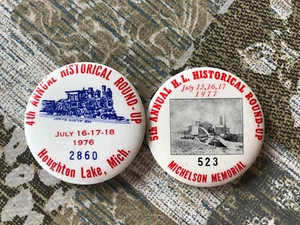 4th ANNUAL HISTORICAL ROUND-UP
JULY 16-17-18
1976
2860
Houghton Lake, Mich.
5th ANNUAL H.L. HISTORICAL ROUND-UP
July 15,16,17
1977
523
MICHELSON MEMORIAL